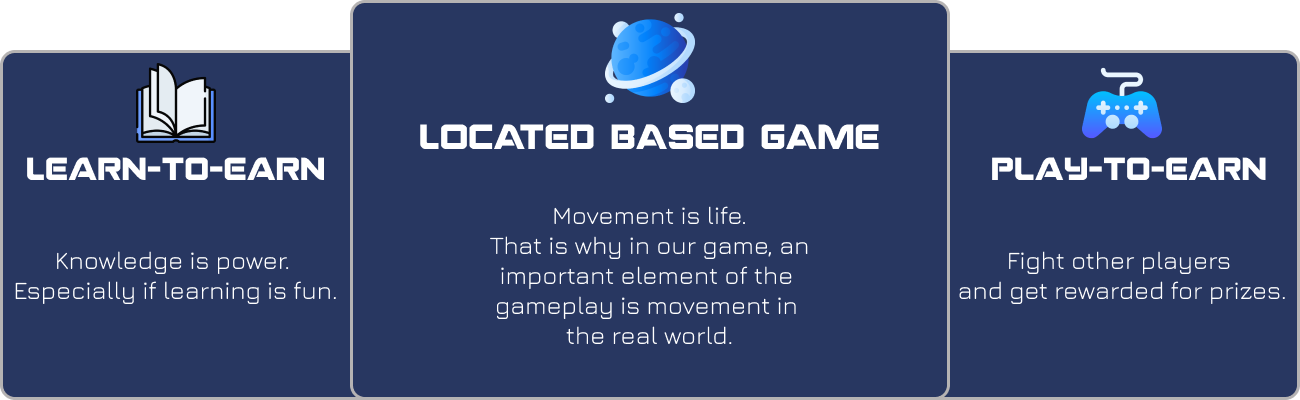 LEARN-TO-EARN
Knowledge is power.
Especially if learning is fun.
LOCATED BASED GAME
Movement is life.
That is why in our game, an
important element of the
gameplay is movement in
the real world.
PLAY-TO-EARN
Fight other players
and get rewarded for prizes.